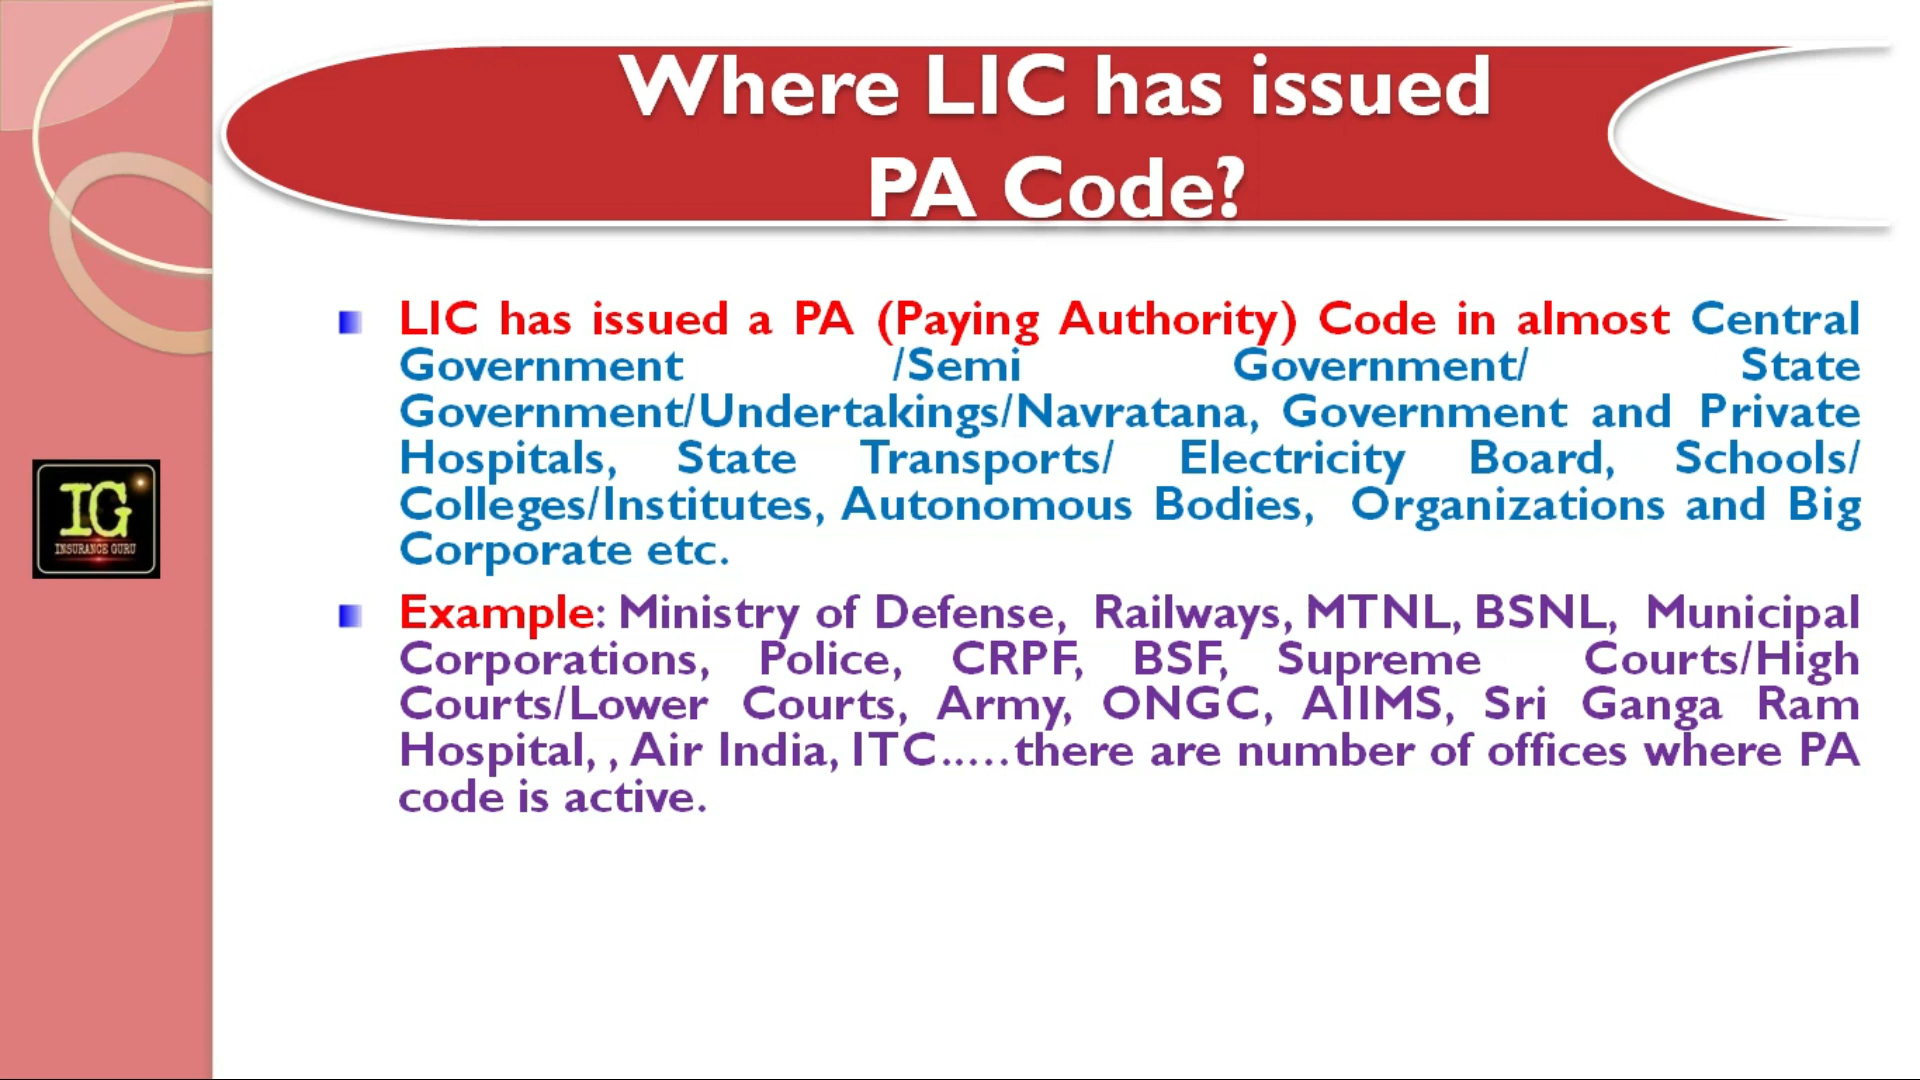 Where LIC has issued
PA Code?
LIC has issued a PA (Paying Authority) Code in almost Central
Government /Semi Government/ State
Government/Undertakings/Navratana, Government and Private
Hospitals, State Transports/ Electricity Board, Schools/
Colleges/Institutes, Autonomous Bodies, Organizations and Big
Corporate etc.
Example: Ministry of Defense, Railways, MTNL, BSNL, Municipal
Corporations, Police, CRPF, BSF, Supreme Courts/High
Courts/Lower Courts, Army, ONGC, AIIMS, Sri Ganga Ram
Hospital, , Air India, ITC.....there are number of offices where PA
code is active.
IG
INSURANCE GURU